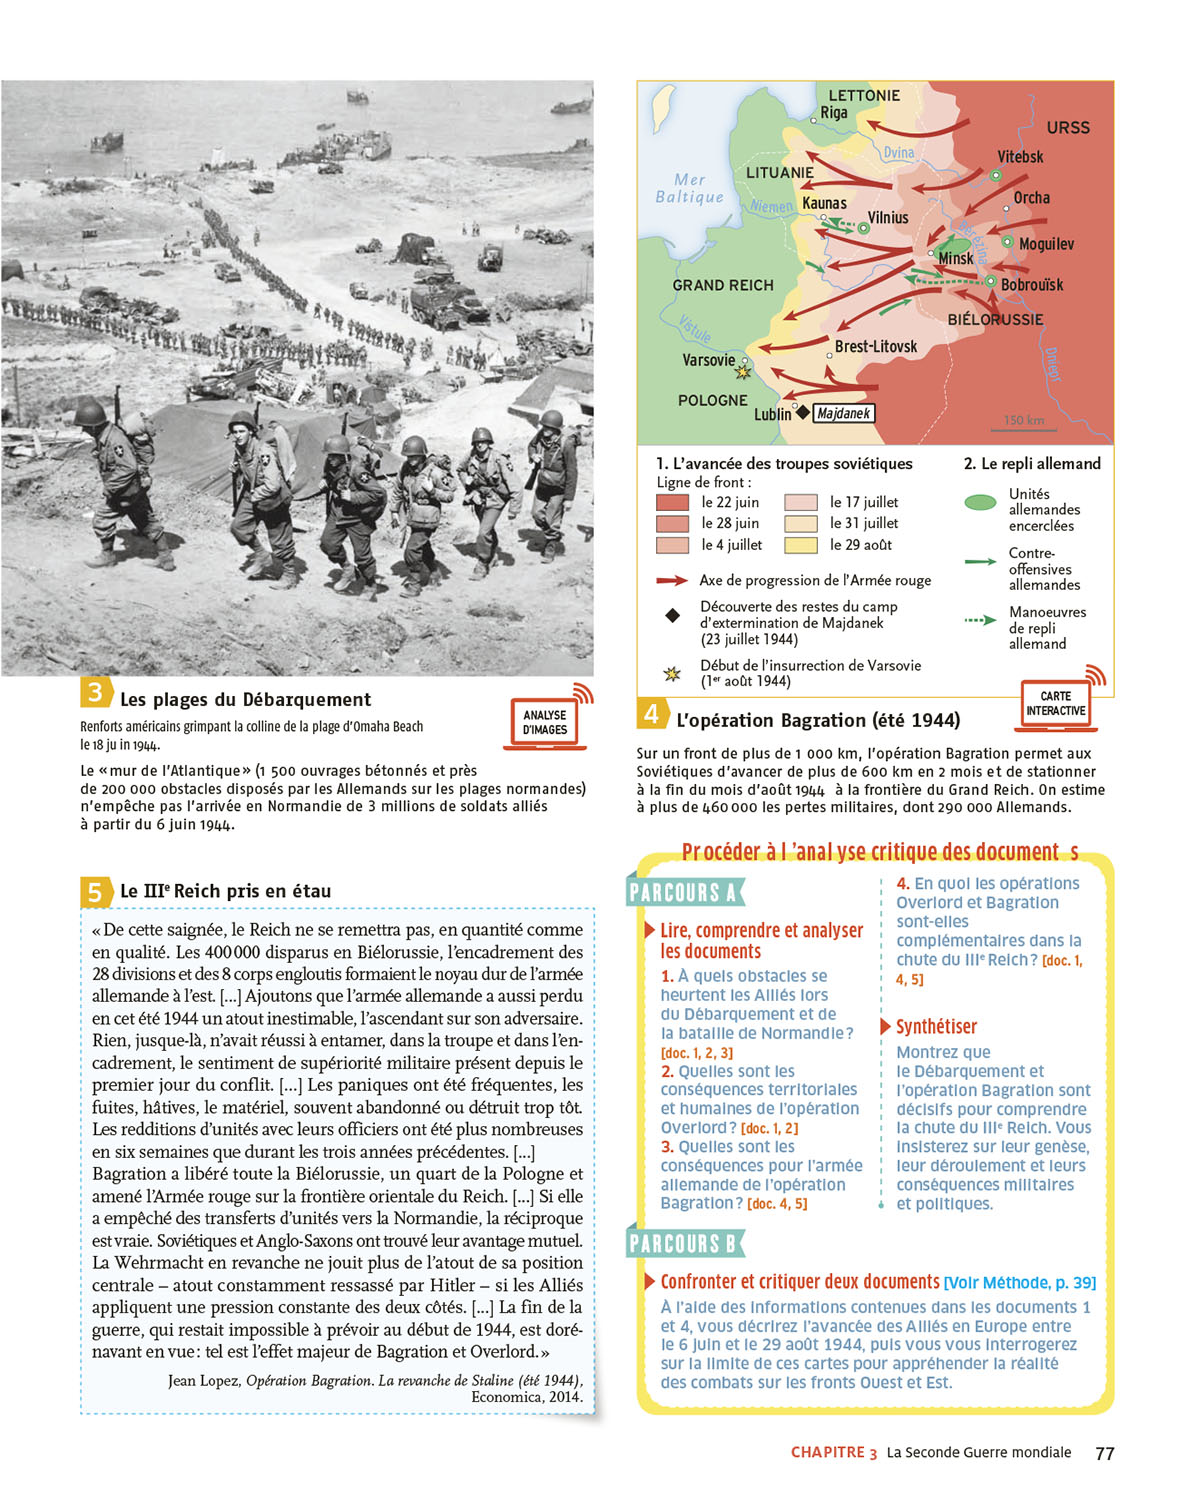 LETTONIE
Riga
URSS
Dvina
Vitebsk
LITUANIE
Mer
Baltique
Orcha
Niemen
Kaunas
Vilnius
Bérézina
Moguilev
Minsk
GRAND REICH
Bobrouïsk
BIÉLORUSSIE
Vistule
Brest-Litovsk
Varsovie
Dniepr
POLOGNE
Lublin
Majdanek
150 km
1. L’avancée des troupes soviétiques
Ligne de front :
le 22 juin
le 28 juin
le 4 juillet
le 17 juillet
le 31 juillet
le 29 août
Axe de progression de l’Armée rouge
Découverte des restes du camp
d’extermination de Majdanek
(23 juillet 1944)
Début de l’insurrection de Varsovie
(1er août 1944)
2. Le repli allemand
Unités
allemandes
encerclées
Contre-
offensives
allemandes
Manoeuvres
de repli
allemand
3 Les plages du Débarquement
ANALYSE
D’IMAGES
Renforts américains grimpant la colline de la plage d’Omaha Beach
le 18 ju in 1944.
Le « mur de l’Atlantique » (1 500 ouvrages bétonnés et près
de 200 000 obstacles disposés par les Allemands sur les plages normandes)
n’empêche pas l’arrivée en Normandie de 3 millions de soldats alliés
à partir du 6 juin 1944.
4 L’opération Bagration (été 1944)
CARTE
INTERACTIVE
Sur un front de plus de 1 000 km, l’opération Bagration permet aux
Soviétiques d’avancer de plus de 600 km en 2 mois et de stationner
à la fin du mois d’août 1944 à la frontière du Grand Reich. On estime
à plus de 460 000 les pertes militaires, dont 290 000 Allemands.
5 Le IIIe Reich pris en étau
« De cette saignée, le Reich ne se remettra pas, en quantité comme
en qualité. Les 400 000 disparus en Biélorussie, l’encadrement des
28 divisions et des 8 corps engloutis formaient le noyau dur de l’armée
allemande à l’est. [...] Ajoutons que l’armée allemande a aussi perdu
en cet été 1944 un atout inestimable, l’ascendant sur son adversaire.
Rien, jusque-là, n’avait réussi à entamer, dans la troupe et dans l’en-
cadrement, le sentiment de supériorité militaire présent depuis le
premier jour du conflit. [...] Les paniques ont été fréquentes, les
fuites, hâtives, le matériel, souvent abandonné ou détruit trop tôt.
Les redditions d’unités avec leurs officiers ont été plus nombreuses
en six semaines que durant les trois années précédentes. [...]
Bagration a libéré toute la Biélorussie, un quart de la Pologne et
amené l’Armée rouge sur la frontière orientale du Reich. [...] Si elle
a empêché des transferts d’unités vers la Normandie, la réciproque
est vraie. Soviétiques et Anglo-Saxons ont trouvé leur avantage mutuel.
La Wehrmacht en revanche ne jouit plus de l’atout de sa position
centrale – atout constamment ressassé par Hitler – si les Alliés
appliquent une pression constante des deux côtés. [...] La fin de la
guerre, qui restait impossible à prévoir au début de 1944, est doré-
navant en vue : tel est l’effet majeur de Bagration et Overlord. »
Jean Lopez, Opération Bagration. La revanche de Staline (été 1944),
Economica, 2014.
Pr océder à l ’anal yse critique des document s
PARCOURS A
Lire, comprendre et analyser
les documents
1. À quels obstacles se
heurtent les Alliés lors
du Débarquement et de
la bataille de Normandie ?
[doc. 1, 2, 3]
2. Quelles sont les
conséquences territoriales
et humaines de l’opération
Overlord ? [doc. 1, 2]
3. Quelles sont les
conséquences pour l’armée
allemande de l’opération
Bagration ? [doc. 4, 5]
4. En quoi les opérations
Overlord et Bagration
sont-elles
complémentaires dans la
chute du IIIe Reich ? [doc. 1,
4, 5]
Synthétiser
Montrez que
le Débarquement et
l’opération Bagration sont
décisifs pour comprendre
la chute du IIIe Reich. Vous
insisterez sur leur genèse,
leur déroulement et leurs
conséquences militaires
et politiques.
PARCOURS B
Confronter et critiquer deux documents [Voir Méthode, p. 39]
À l’aide des informations contenues dans les documents 1
et 4, vous décrirez l’avancée des Alliés en Europe entre
le 6 juin et le 29 août 1944, puis vous vous interrogerez
sur la limite de ces cartes pour appréhender la réalité
des combats sur les fronts Ouest et Est.
CHAPITRE 3 La Seconde Guerre mondiale 77